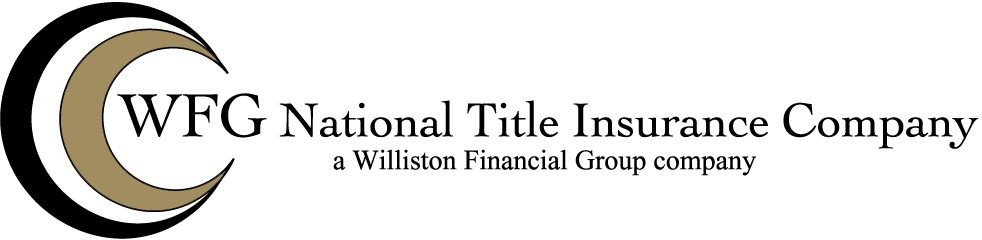 WFG National Title Insurance Company
a Williston Financial Group company